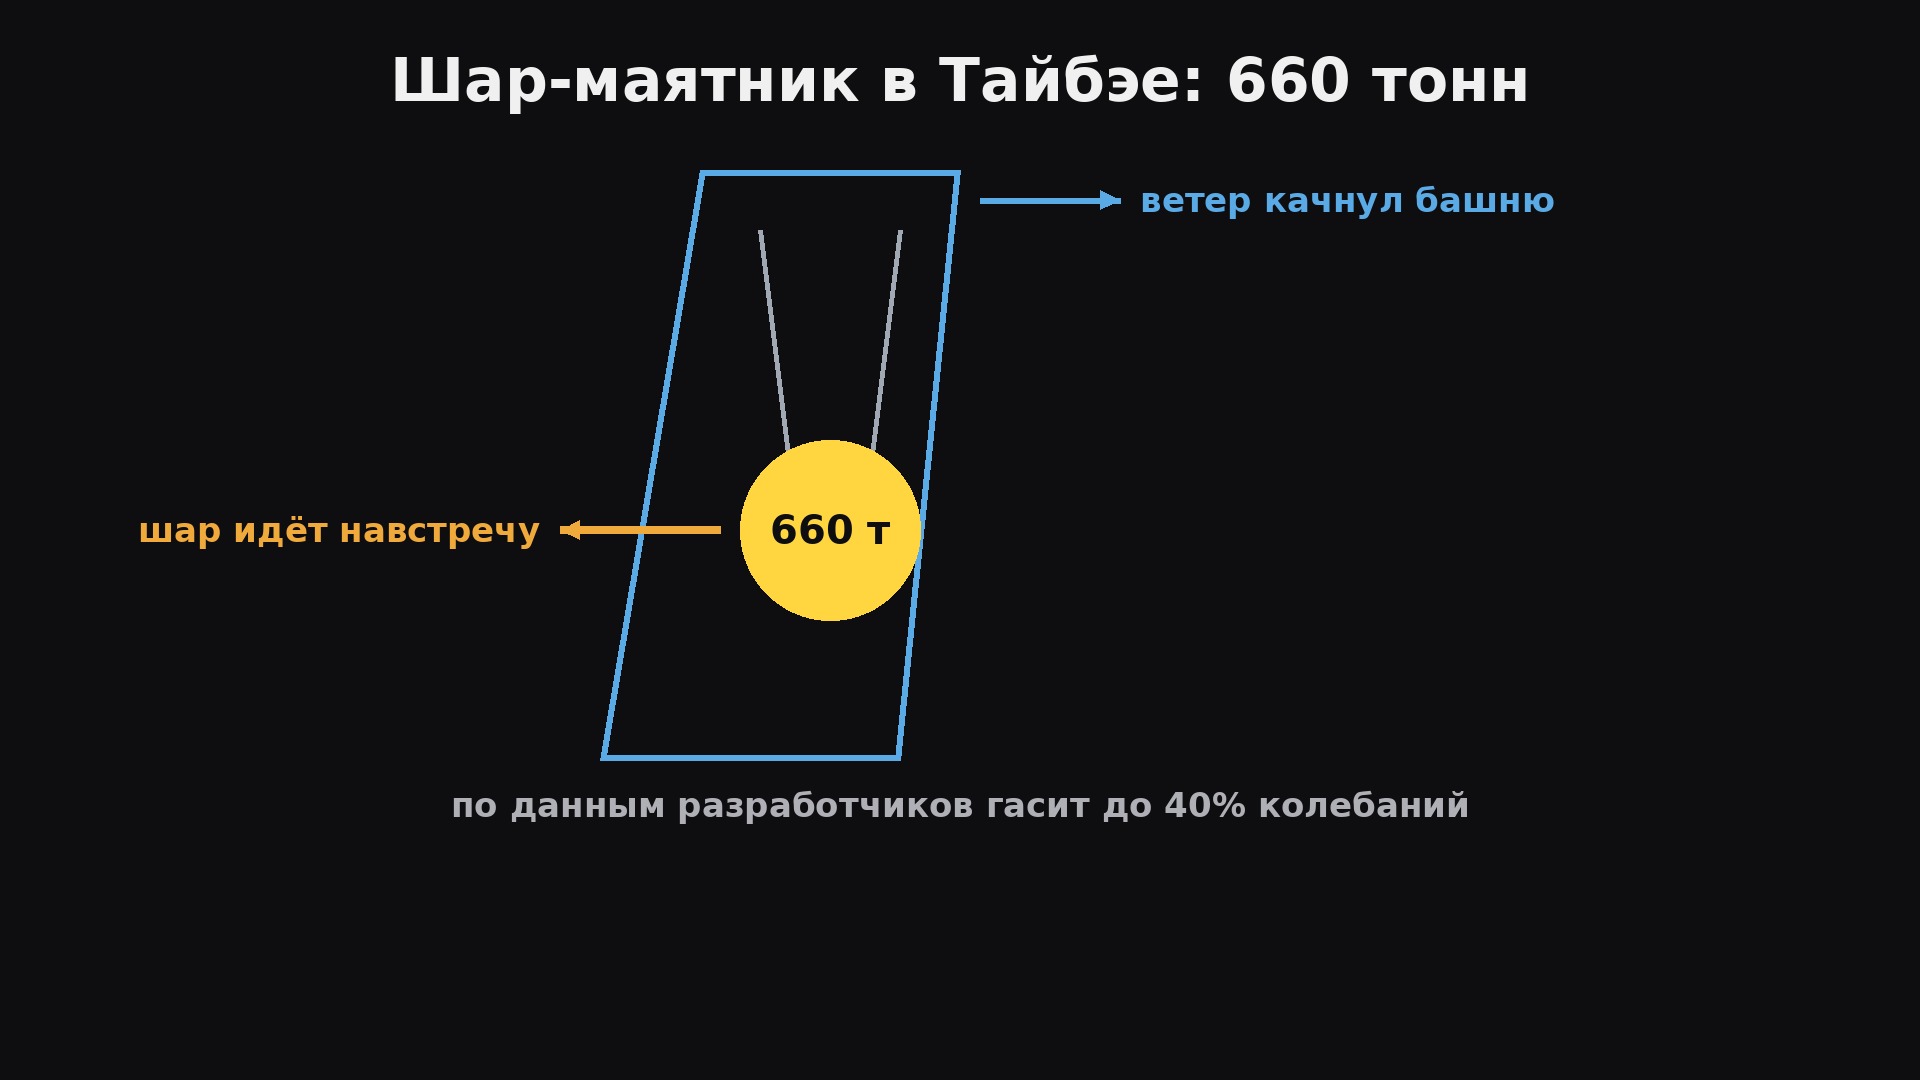 Шар-маятник в Тайбэе: 660 тонн
ветер качнул башню
шар идёт навстречу
660 т
по данным разработчиков гасит до 40% колебаний